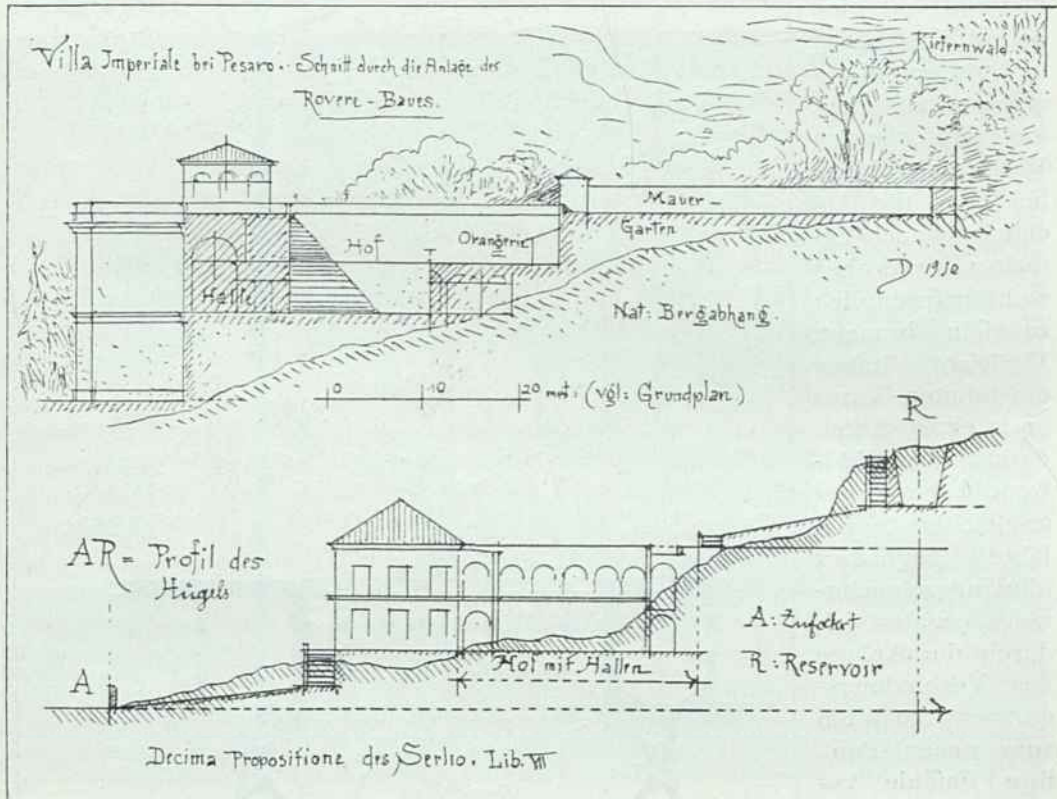 Villa Imperiale bei Pesaro. Schnitt durch die Anlage des
Rovere - Baues.
Kiefernwald
Mauer -
Garten
Orangerie
Hof
Halle
D 1910
Nat: Bergabhang.
0 10 20 met. (vgl: Grundplan)
R
AR = Profil des
Hügels
A: Zufahrt
R: Reservoir
Hof mit Hallen
A
Decima Propositione des Serlio. Lib. VII